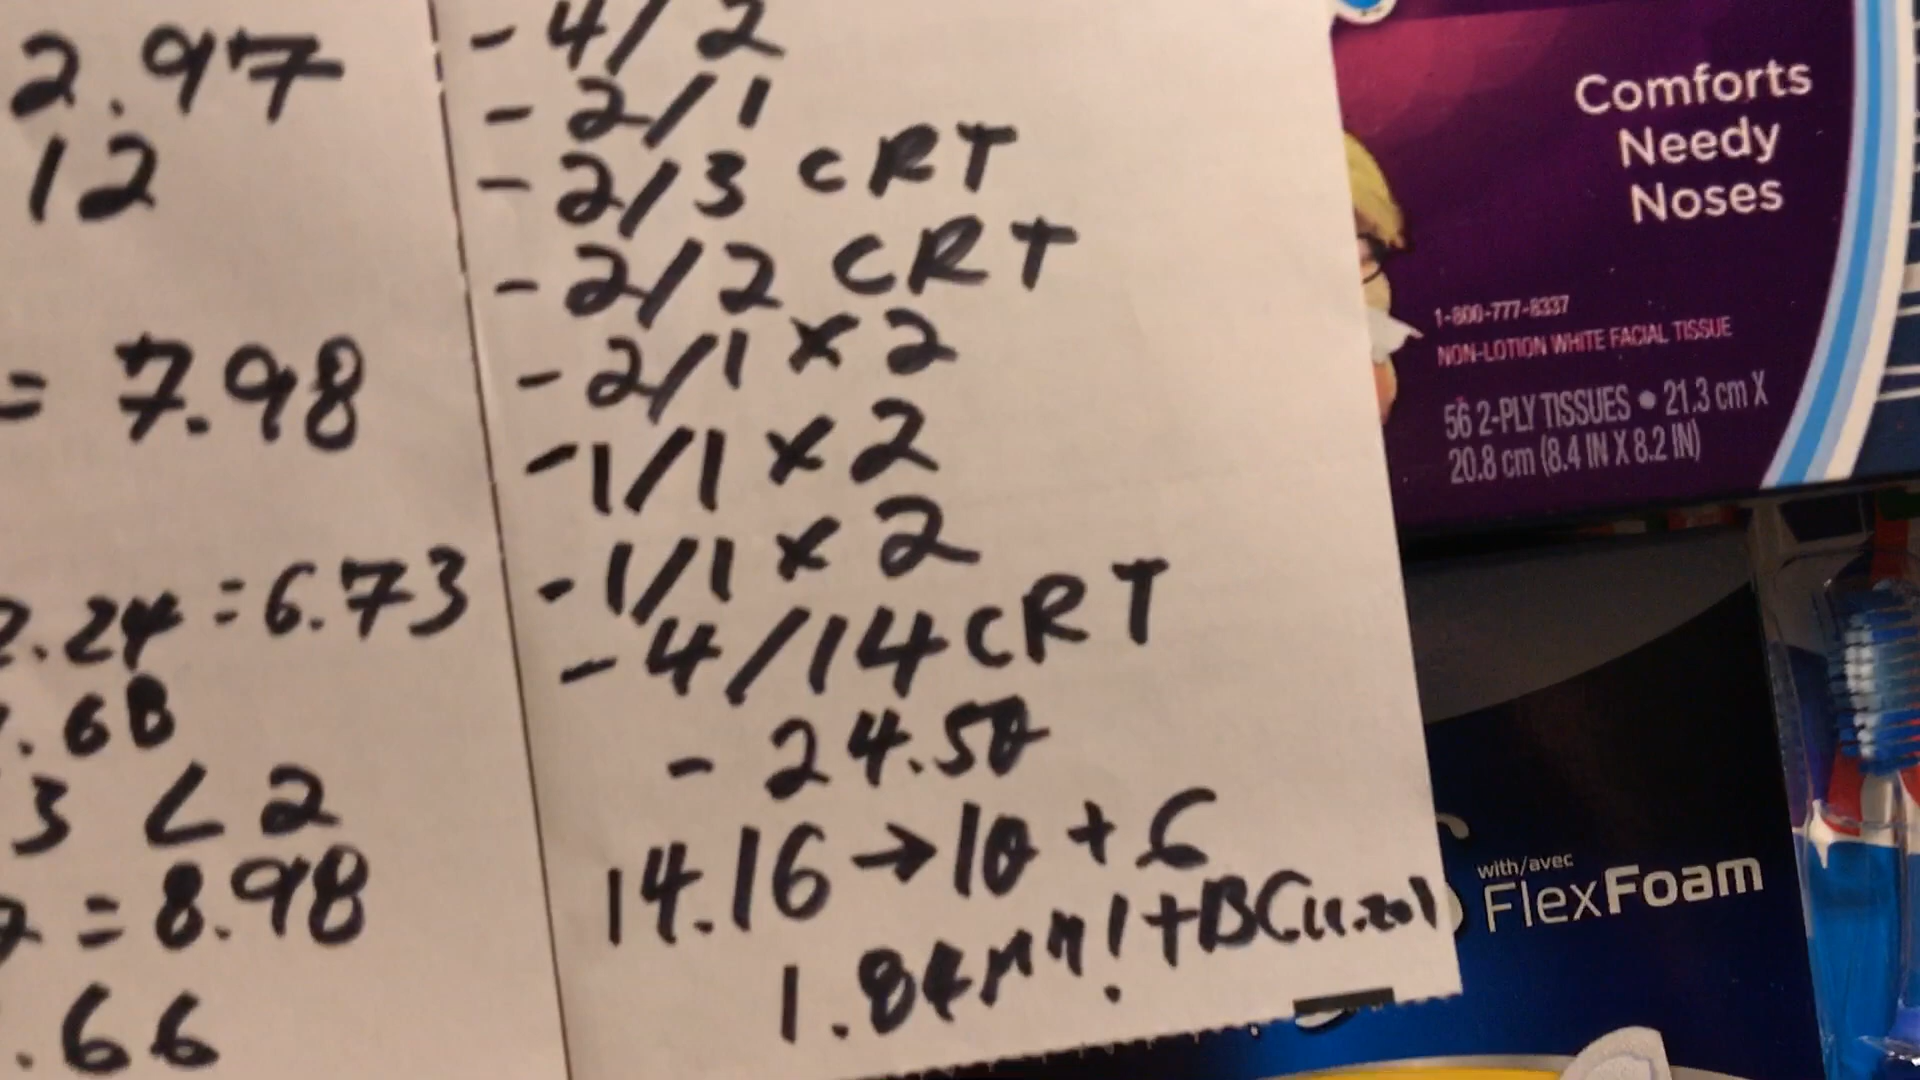 2.97
12
= 7.98
2.24 = 6.73
.68
3 < 2
= 8.98
.66
- 4/2
- 2/1
- 2/3 CRT
- 2/2 CRT
- 2/1 x 2
- 1/1 x 2
- 1/1 x 2
- 4/14 CRT
- 24.50
14.16 → 10 + 6
1.84 MM! + BC
Comforts
Needy
Noses
1-800-777-8337
NON-LOTION WHITE FACIAL TISSUE
56 2-PLY TISSUES • 21.3 cm X
20.8 cm (8.4 IN X 8.2 IN)
with/avec
FlexFoam